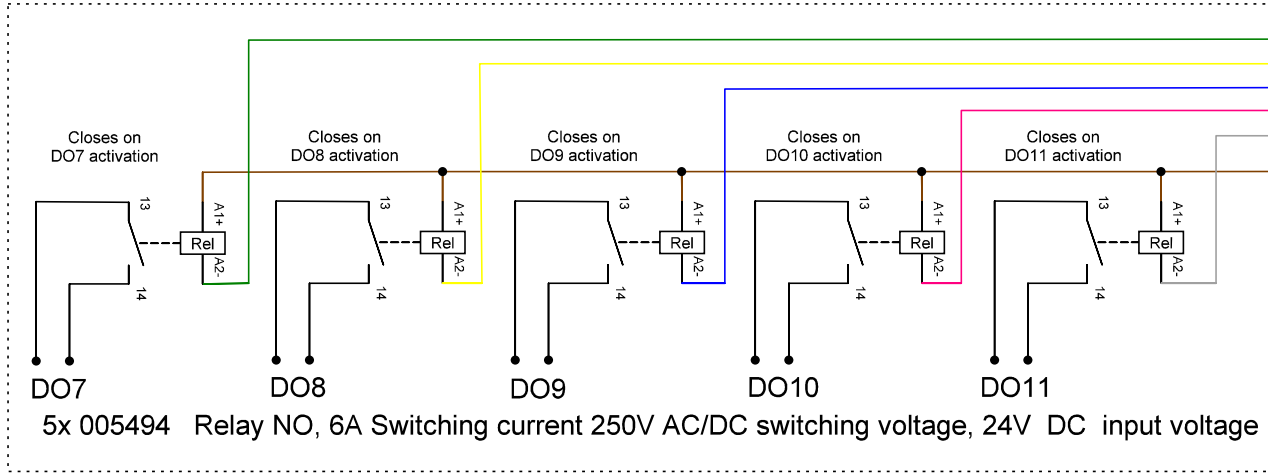 Closes on
DO7 activation
Closes on
DO8 activation
Closes on
DO9 activation
Closes on
DO10 activation
Closes on
DO11 activation
13
A1+
Rel
A2-
14
13
A1+
Rel
A2-
14
13
A1+
Rel
A2-
14
13
A1+
Rel
A2-
14
13
A1+
Rel
A2-
14
DO7
DO8
DO9
DO10
DO11
5x 005494 Relay NO, 6A Switching current 250V AC/DC switching voltage, 24V DC input voltage